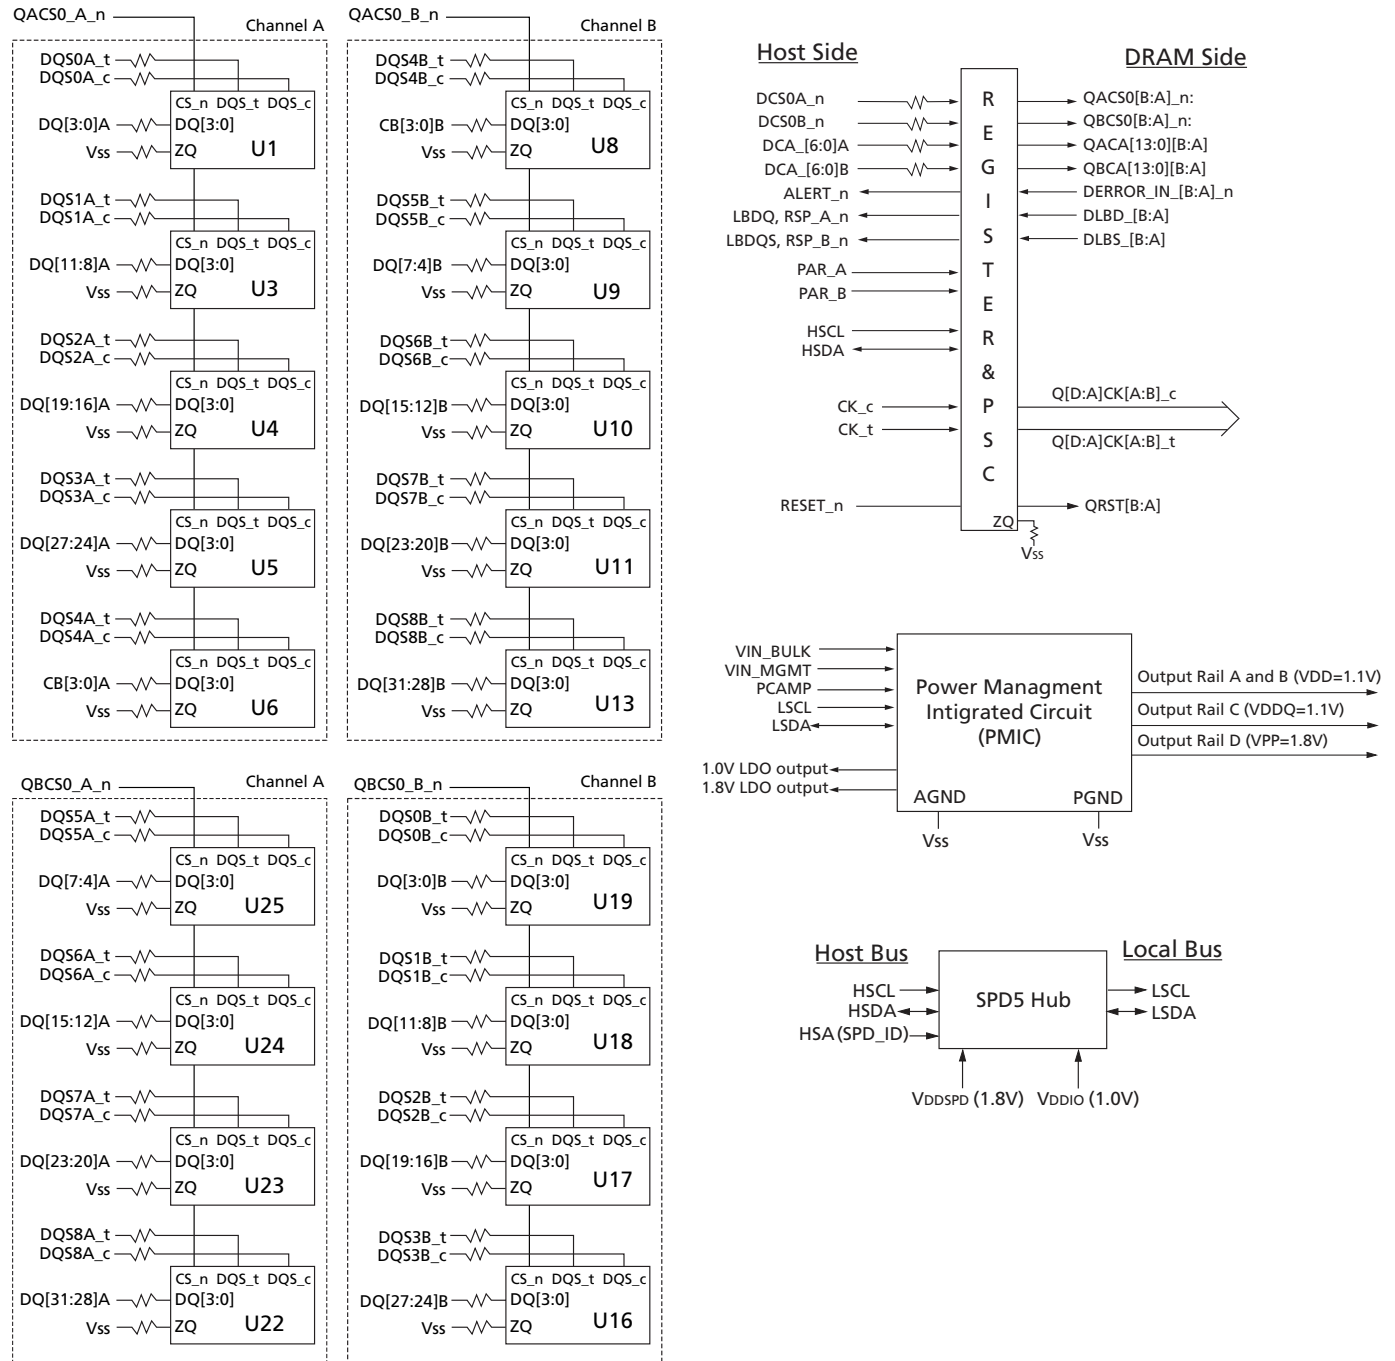 QACS0_A_n
Channel A
DQS0A_t
DQS0A_c
CS_n DQS_t DQS_c
DQ[3:0]A
DQ[3:0]
Vss
ZQ
U1
DQS1A_t
DQS1A_c
CS_n DQS_t DQS_c
DQ[11:8]A
DQ[3:0]
Vss
ZQ
U3
DQS2A_t
DQS2A_c
CS_n DQS_t DQS_c
DQ[19:16]A
DQ[3:0]
Vss
ZQ
U4
DQS3A_t
DQS3A_c
CS_n DQS_t DQS_c
DQ[27:24]A
DQ[3:0]
Vss
ZQ
U5
DQS4A_t
DQS4A_c
CS_n DQS_t DQS_c
CB[3:0]A
DQ[3:0]
Vss
ZQ
U6
QACS0_B_n
Channel B
DQS4B_t
DQS4B_c
CS_n DQS_t DQS_c
CB[3:0]B
DQ[3:0]
Vss
ZQ
U8
DQS5B_t
DQS5B_c
CS_n DQS_t DQS_c
DQ[7:4]B
DQ[3:0]
Vss
ZQ
U9
DQS6B_t
DQS6B_c
CS_n DQS_t DQS_c
DQ[15:12]B
DQ[3:0]
Vss
ZQ
U10
DQS7B_t
DQS7B_c
CS_n DQS_t DQS_c
DQ[23:20]B
DQ[3:0]
Vss
ZQ
U11
DQS8B_t
DQS8B_c
CS_n DQS_t DQS_c
DQ[31:28]B
DQ[3:0]
Vss
ZQ
U13
QBCS0_A_n
Channel A
DQS5A_t
DQS5A_c
CS_n DQS_t DQS_c
DQ[7:4]A
DQ[3:0]
Vss
ZQ
U25
DQS6A_t
DQS6A_c
CS_n DQS_t DQS_c
DQ[15:12]A
DQ[3:0]
Vss
ZQ
U24
DQS7A_t
DQS7A_c
CS_n DQS_t DQS_c
DQ[23:20]A
DQ[3:0]
Vss
ZQ
U23
DQS8A_t
DQS8A_c
CS_n DQS_t DQS_c
DQ[31:28]A
DQ[3:0]
Vss
ZQ
U22
QBCS0_B_n
Channel B
DQS0B_t
DQS0B_c
CS_n DQS_t DQS_c
DQ[3:0]B
DQ[3:0]
Vss
ZQ
U19
DQS1B_t
DQS1B_c
CS_n DQS_t DQS_c
DQ[11:8]B
DQ[3:0]
Vss
ZQ
U18
DQS2B_t
DQS2B_c
CS_n DQS_t DQS_c
DQ[19:16]B
DQ[3:0]
Vss
ZQ
U17
DQS3B_t
DQS3B_c
CS_n DQS_t DQS_c
DQ[27:24]B
DQ[3:0]
Vss
ZQ
U16
Host Side
DRAM Side
DCS0A_n
DCS0B_n
DCA_[6:0]A
DCA_[6:0]B
ALERT_n
LBDQ, RSP_A_n
LBDQS, RSP_B_n
PAR_A
PAR_B
HSCL
HSDA
CK_c
CK_t
RESET_n
R
E
G
I
S
T
E
R
&
P
S
C
ZQ
Vss
QACS0[B:A]_n:
QBCS0[B:A]_n:
QACA[13:0][B:A]
QBCA[13:0][B:A]
DERROR_IN_[B:A]_n
DLBD_[B:A]
DLBS_[B:A]
Q[D:A]CK[A:B]_c
Q[D:A]CK[A:B]_t
QRST[B:A]
VIN_BULK
VIN_MGMT
PCAMP
LSCL
LSDA
1.0V LDO output
1.8V LDO output
Power Managment
Intigrated Circuit
(PMIC)
AGND
PGND
Vss
Vss
Output Rail A and B (VDD=1.1V)
Output Rail C (VDDQ=1.1V)
Output Rail D (VPP=1.8V)
Host Bus
Local Bus
HSCL
HSDA
HSA (SPD_ID)
SPD5 Hub
LSCL
LSDA
VDDSPD (1.8V)
VDDIO (1.0V)